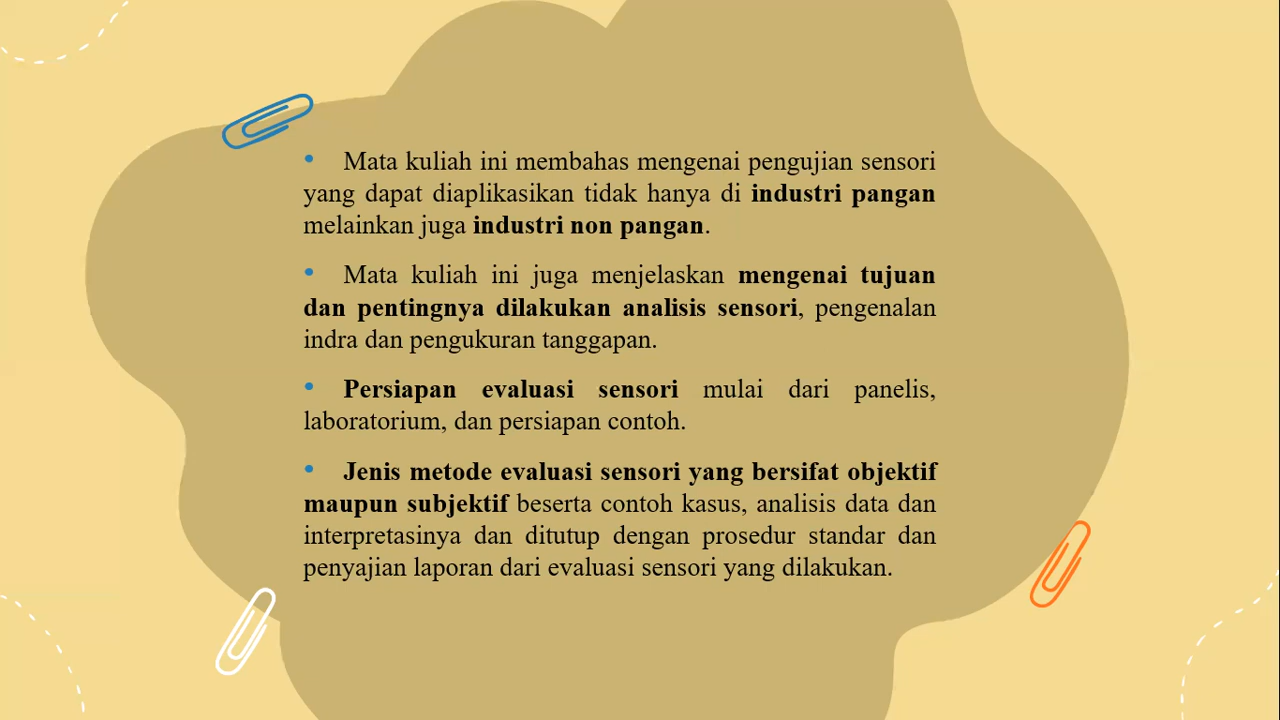 • Mata kuliah ini membahas mengenai pengujian sensori
yang dapat diaplikasikan tidak hanya di industri pangan
melainkan juga industri non pangan.
• Mata kuliah ini juga menjelaskan mengenai tujuan
dan pentingnya dilakukan analisis sensori, pengenalan
indra dan pengukuran tanggapan.
• Persiapan evaluasi sensori mulai dari panelis,
laboratorium, dan persiapan contoh.
• Jenis metode evaluasi sensori yang bersifat objektif
maupun subjektif beserta contoh kasus, analisis data dan
interpretasinya dan ditutup dengan prosedur standar dan
penyajian laporan dari evaluasi sensori yang dilakukan.